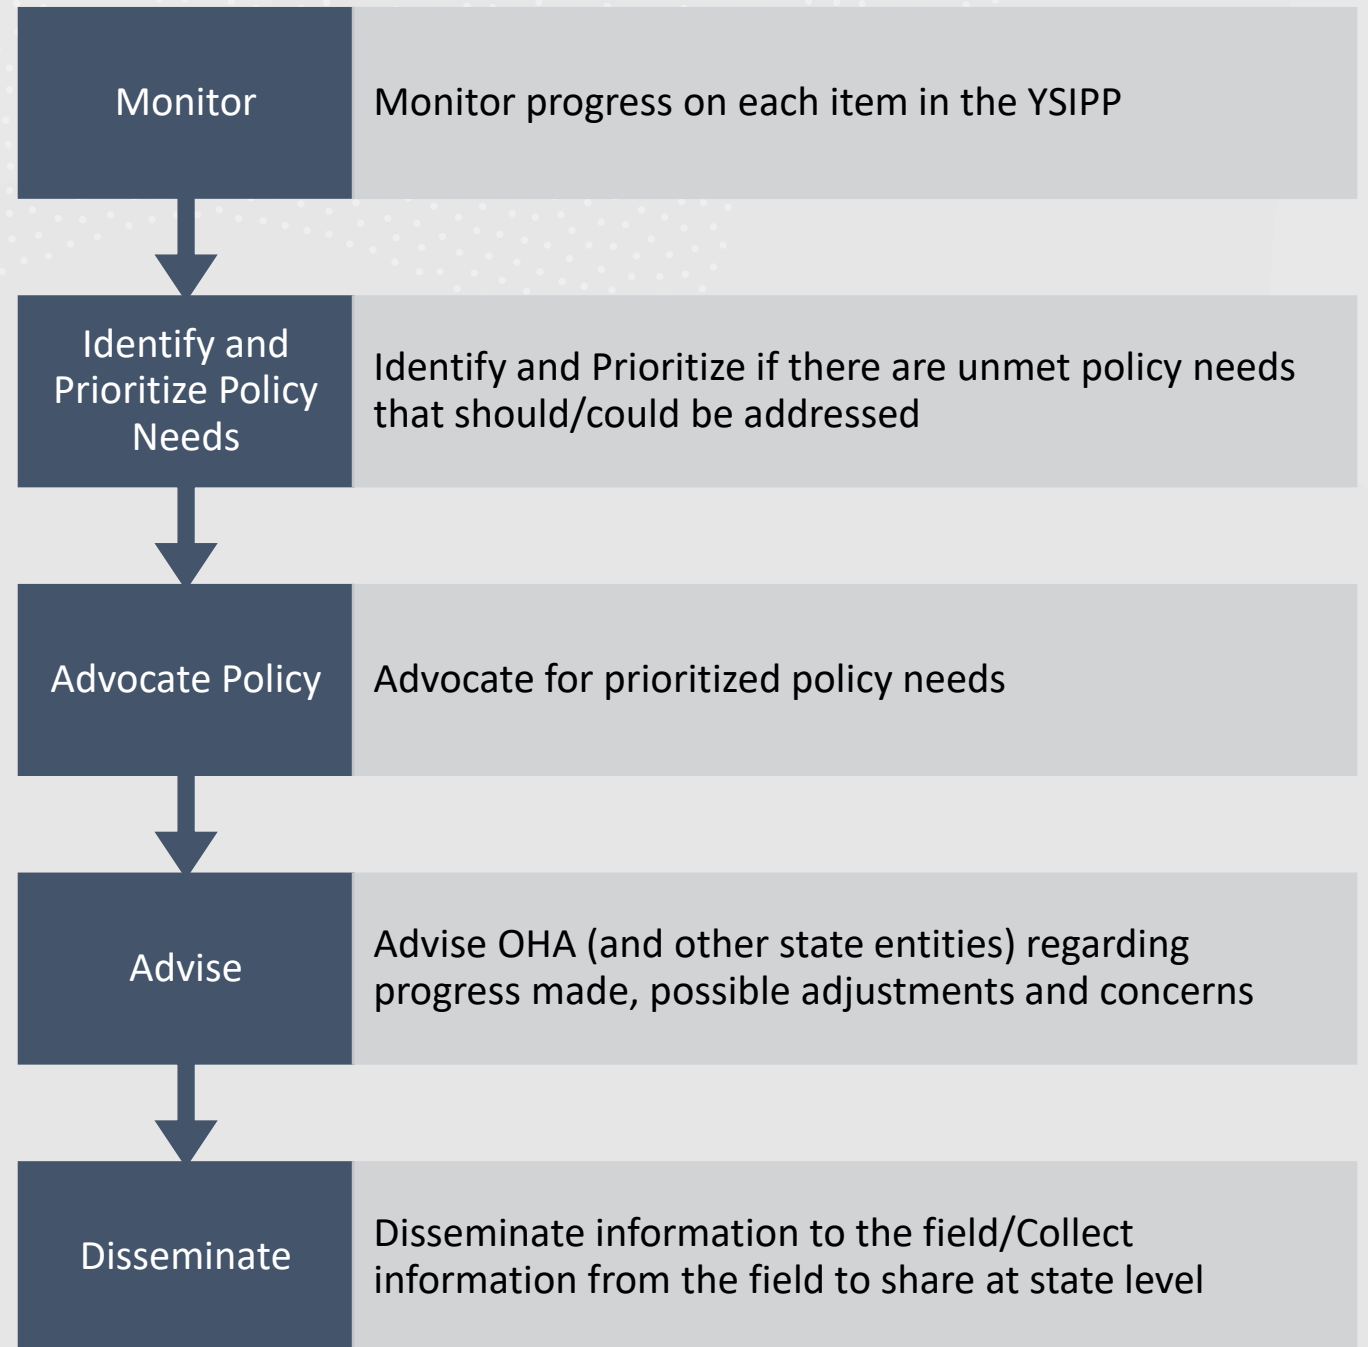 Monitor
Monitor progress on each item in the YSIPP
Identify and
Prioritize Policy
Needs
Identify and Prioritize if there are unmet policy needs
that should/could be addressed
Advocate Policy
Advocate for prioritized policy needs
Advise
Advise OHA (and other state entities) regarding
progress made, possible adjustments and concerns
Disseminate
Disseminate information to the field/Collect
information from the field to share at state level